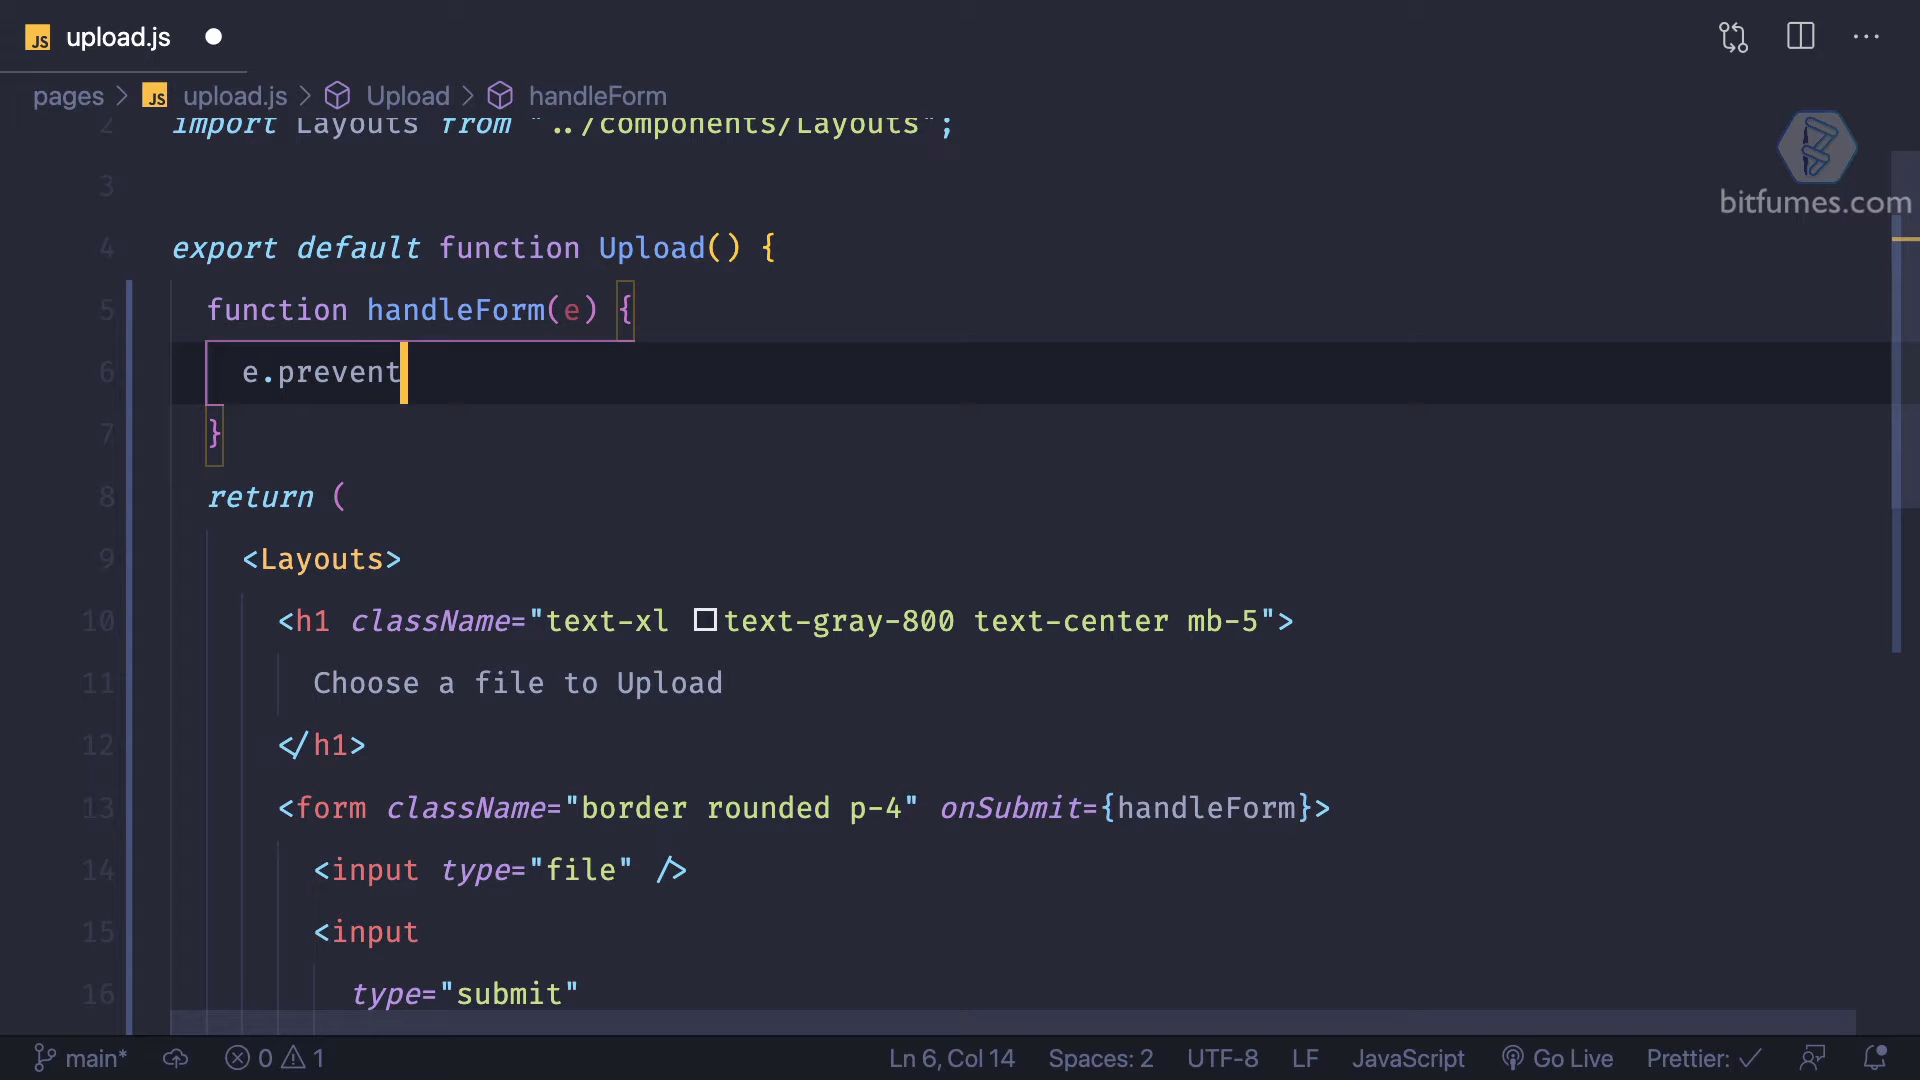 JS upload.js
pages > JS upload.js > Upload > handleForm
2 import Layouts from "../components/Layouts";
bitfumes.com
3
4 export default function Upload() {
5 function handleForm(e) {
6 e.prevent
7 }
8 return (
9 <Layouts>
10 <h1 className="text-xl text-gray-800 text-center mb-5">
11 Choose a file to Upload
12 </h1>
13 <form className="border rounded p-4" onSubmit={handleForm}>
14 <input type="file" />
15 <input
16 type="submit"
main* 0 1 Ln 6, Col 14 Spaces: 2 UTF-8 LF JavaScript Go Live Prettier: ✓